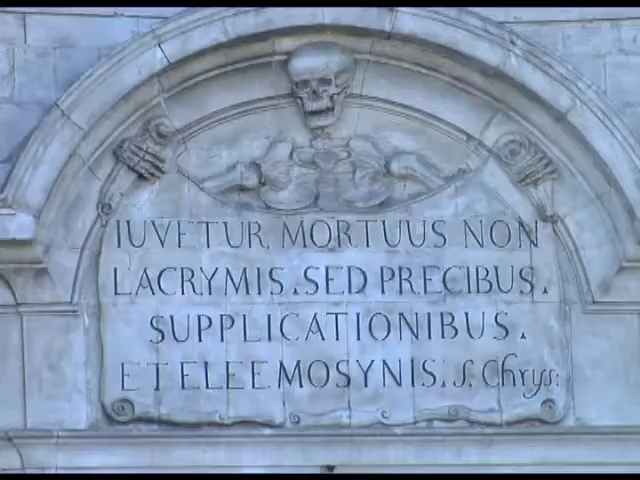 IUVETUR, MORTUUS NON
LACRYMIS. SED PRECIBUS.
SUPPLICATIONIBUS.
ET ELEEMOSYNIS. S. Chrys: